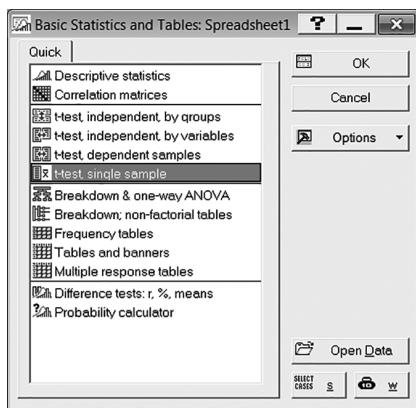 Basic Statistics and Tables: Spreadsheet1 ? _ X
Quick
Descriptive statistics
Correlation matrices
t-test, independent, by groups
t-test, independent, by variables
t-test, dependent samples
t-test, single sample
Breakdown & one-way ANOVA
Breakdown; non-factorial tables
Frequency tables
Tables and banners
Multiple response tables
Difference tests: r, %, means
Probability calculator
OK
Cancel
Options
Open Data
SELECT
CASES S
W